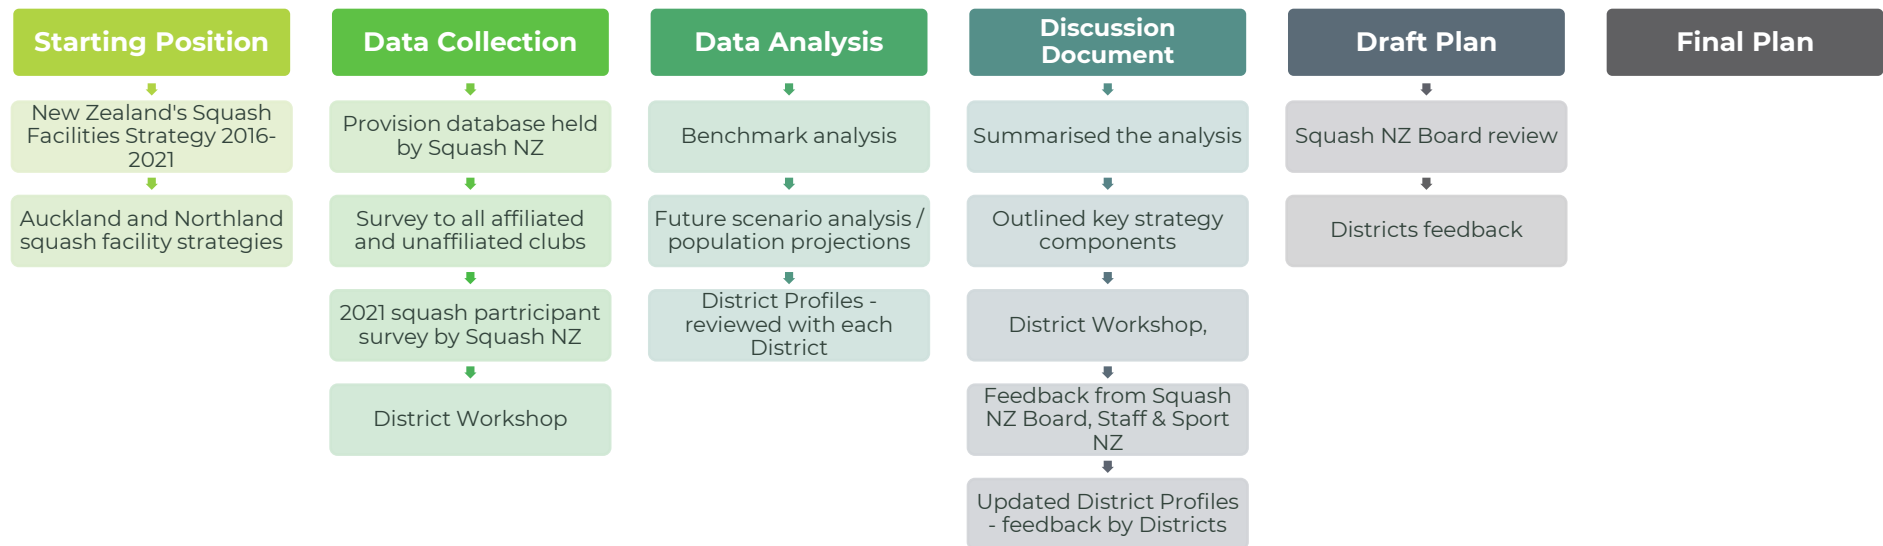 Starting Position
New Zealand's Squash
Facilities Strategy 2016-
2021
Auckland and Northland
squash facility strategies
Data Collection
Provision database held
by Squash NZ
Survey to all affiliated
and unaffiliated clubs
2021 squash partricipant
survey by Squash NZ
District Workshop
Data Analysis
Benchmark analysis
Future scenario analysis /
population projections
District Profiles -
reviewed with each
District
Discussion
Document
Summarised the analysis
Outlined key strategy
components
District Workshop,
Feedback from Squash
NZ Board, Staff & Sport
NZ
Updated District Profiles
- feedback by Districts
Draft Plan
Squash NZ Board review
Districts feedback
Final Plan